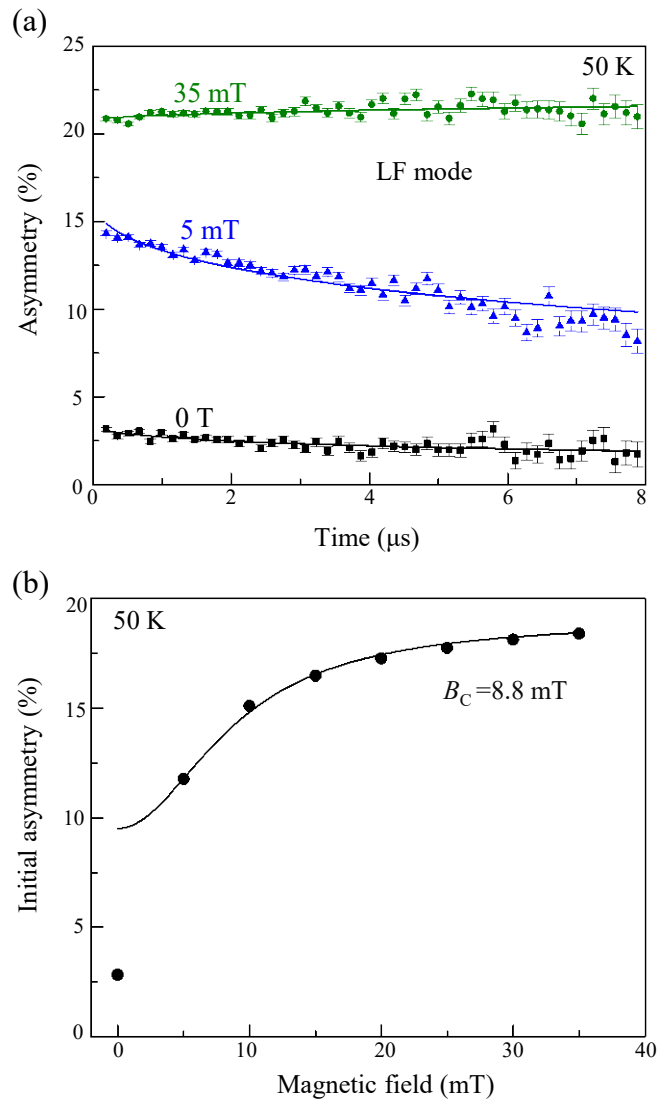 (a)
25
20
15
10
5
0
Asymmetry (%)
35 mT
50 K
LF mode
5 mT
0 T
0
2
4
6
8
Time (μs)
(b)
20
15
10
5
0
Initial asymmetry (%)
50 K
B_C =8.8 mT
0
10
20
30
40
Magnetic field (mT)